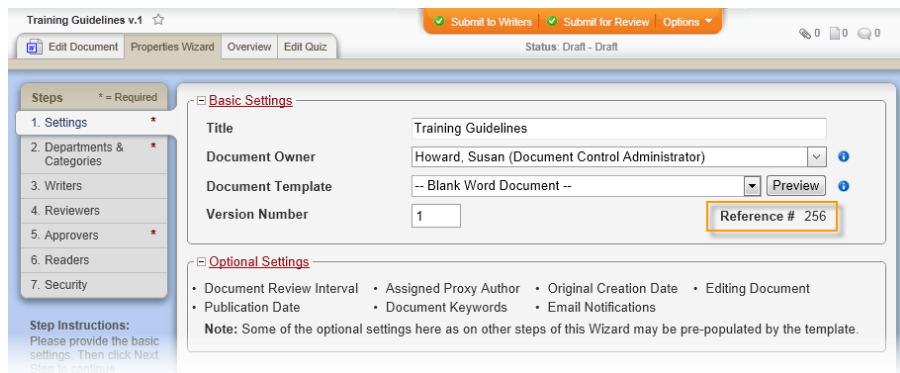 Training Guidelines v.1
Submit to Writers Submit for Review Options
Edit Document Properties Wizard Overview Edit Quiz
Status: Draft - Draft
0 0 0
Steps * = Required
1. Settings *
2. Departments & Categories *
3. Writers
4. Reviewers
5. Approvers *
6. Readers
7. Security
Step Instructions:
Please provide the basic
settings. Then click Next
Step to continue
Basic Settings
Title Training Guidelines
Document Owner Howard, Susan (Document Control Administrator)
Document Template -- Blank Word Document -- Preview
Version Number 1 Reference # 256
Optional Settings
• Document Review Interval • Assigned Proxy Author • Original Creation Date • Editing Document
• Publication Date • Document Keywords • Email Notifications
Note: Some of the optional settings here as on other steps of this Wizard may be pre-populated by the template.